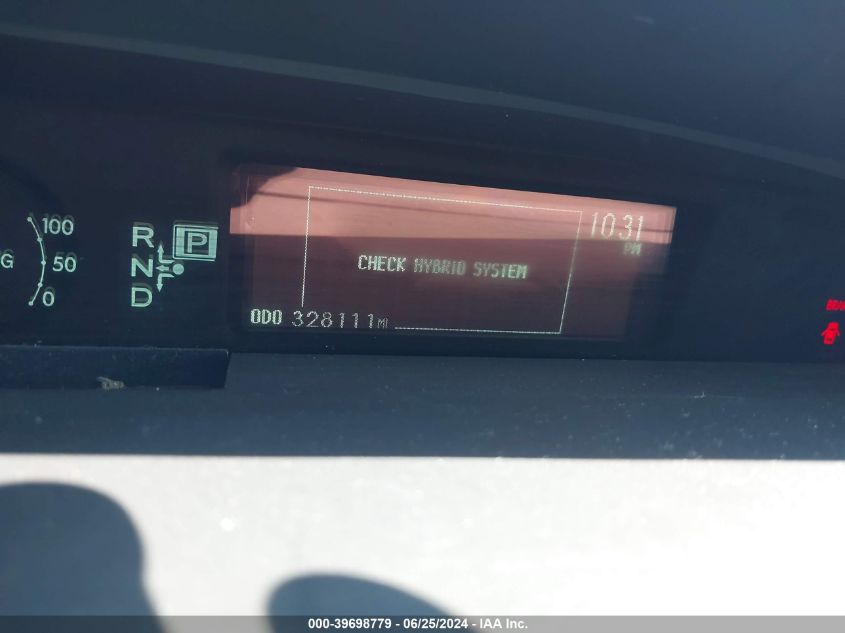 100
G
50
0
R
P
N
D
10:31
PM
CHECK HYBRID SYSTEM
ODO 328111 MI
000-39698779 - 06/25/2024 - IAA Inc.